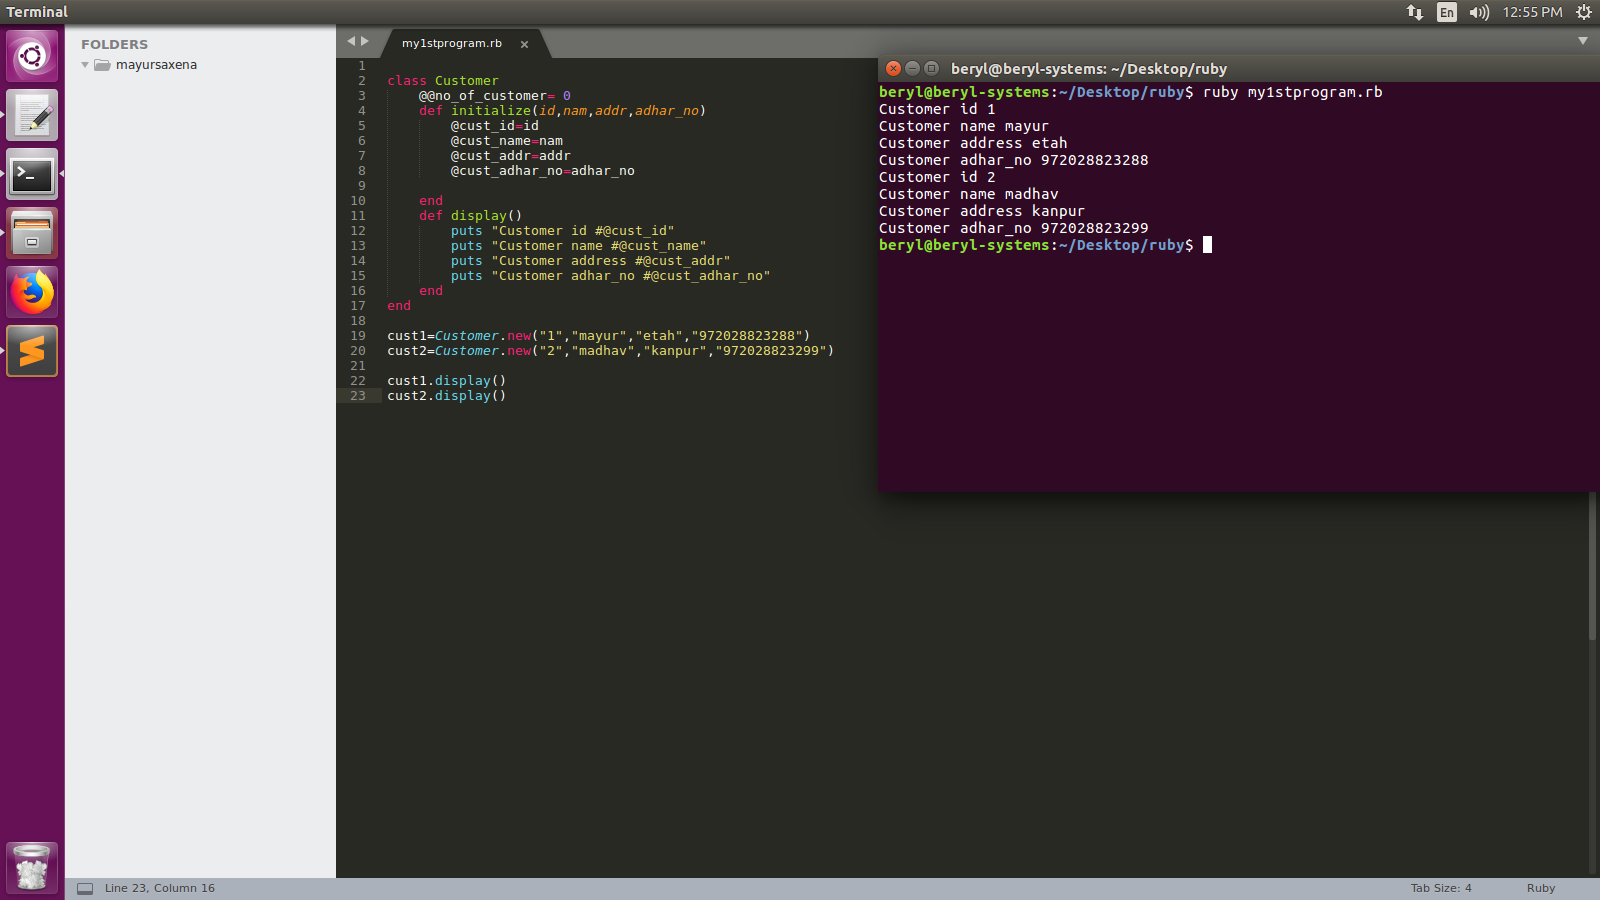 Terminal
En
12:55 PM
FOLDERS
mayursaxena
my1stprogram.rb
1
2 class Customer
3     @@no_of_customer= 0
4     def initialize(id,nam,addr,adhar_no)
5         @cust_id=id
6         @cust_name=nam
7         @cust_addr=addr
8         @cust_adhar_no=adhar_no
9
10     end
11     def display()
12         puts "Customer id #@cust_id"
13         puts "Customer name #@cust_name"
14         puts "Customer address #@cust_addr"
15         puts "Customer adhar_no #@cust_adhar_no"
16     end
17 end
18
19 cust1=Customer.new("1","mayur","etah","972028823288")
20 cust2=Customer.new("2","madhav","kanpur","972028823299")
21
22 cust1.display()
23 cust2.display()
beryl@beryl-systems: ~/Desktop/ruby
beryl@beryl-systems:~/Desktop/ruby$ ruby my1stprogram.rb
Customer id 1
Customer name mayur
Customer address etah
Customer adhar_no 972028823288
Customer id 2
Customer name madhav
Customer address kanpur
Customer adhar_no 972028823299
beryl@beryl-systems:~/Desktop/ruby$
Line 23, Column 16
Tab Size: 4
Ruby